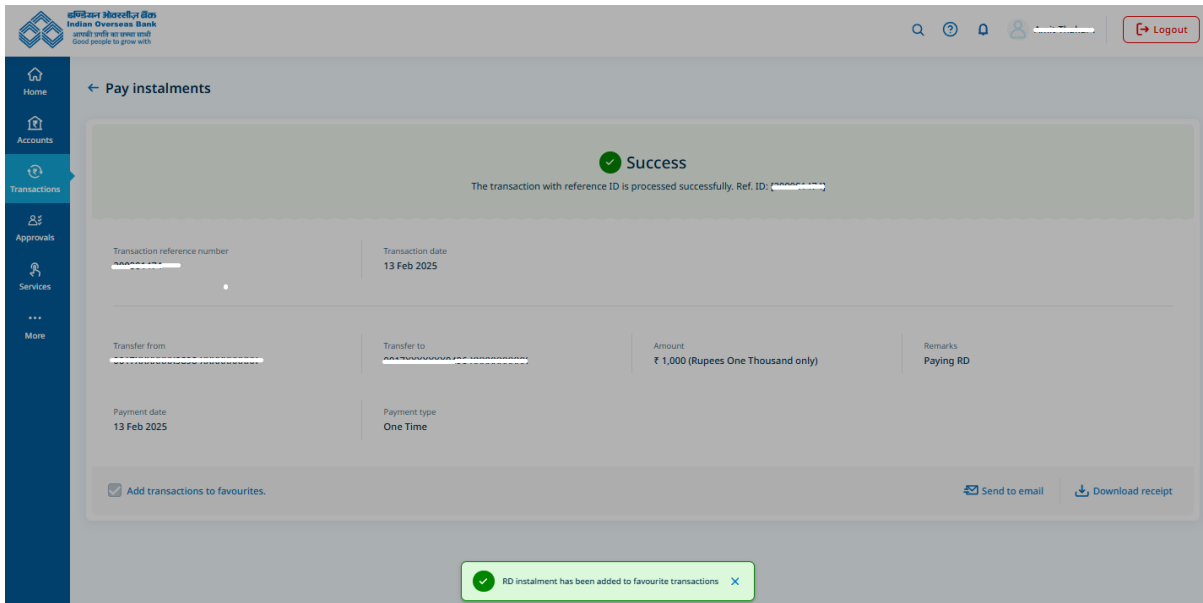 इण्डियन ओवरसीज़ बैंक
Indian Overseas Bank
आपकी प्रगति का सच्चा साथी
Good people to grow with
Logout
Home
Accounts
Transactions
Approvals
Services
More
← Pay instalments
Success
The transaction with reference ID is processed successfully. Ref. ID:
Transaction reference number
Transaction date
13 Feb 2025
Transfer from
Transfer to
Amount
Remarks
₹ 1,000 (Rupees One Thousand only)
Paying RD
Payment date
Payment type
13 Feb 2025
One Time
Add transactions to favourites.
Send to email
Download receipt
RD instalment has been added to favourite transactions